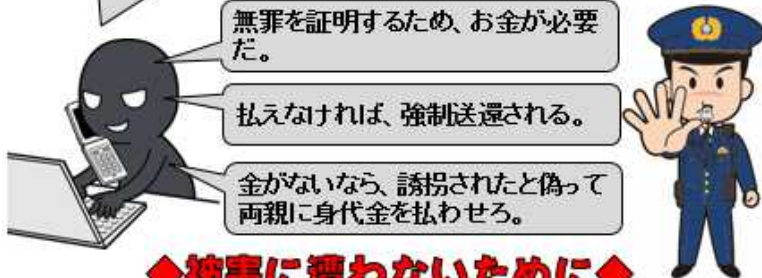 無罪を証明するため、お金が必要
だ。
払えなければ、強制送還される。
金がないなら、誘拐されたと偽って
両親に身代金を払わせろ。
◆被害に遭わないために◆